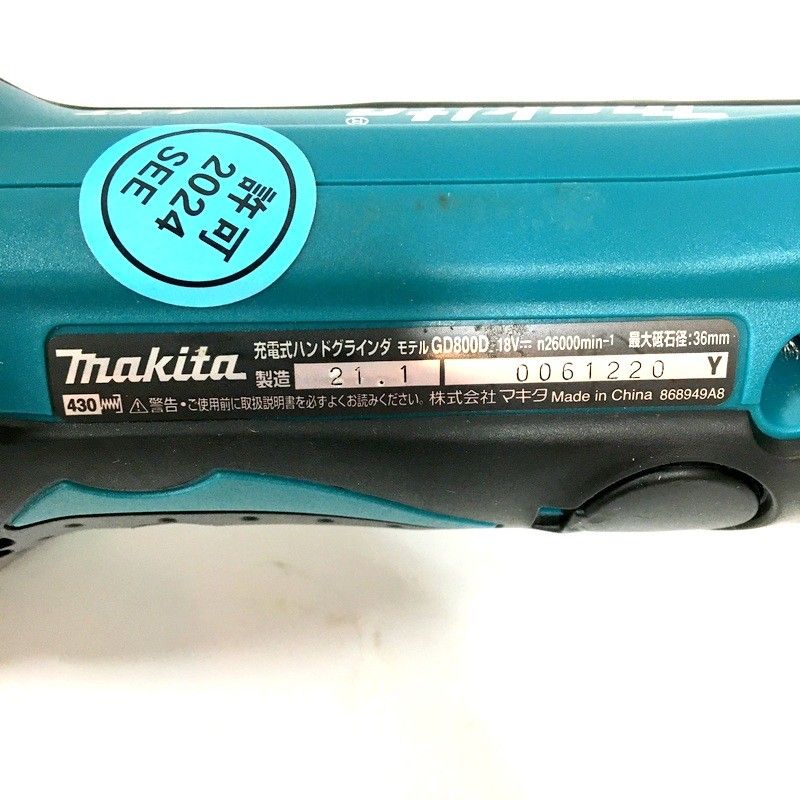 makita®
許可
2024
SEE
makita 充電式ハンドグラインダ モデル GD800D 18V⎓ n26000min⁻¹ 最大砥石径:36mm
製造 21.1 0061220 Y
430 ⚠警告・ご使用前に取扱説明書を必ずよくお読みください。株式会社マキタ Made in China 868949A8